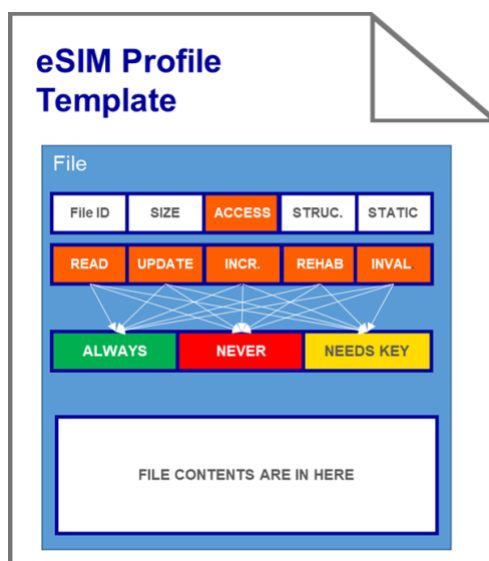 eSIM Profile
Template
File
File ID SIZE ACCESS STRUC. STATIC
READ UPDATE INCR. REHAB INVAL.
ALWAYS NEVER NEEDS KEY
FILE CONTENTS ARE IN HERE